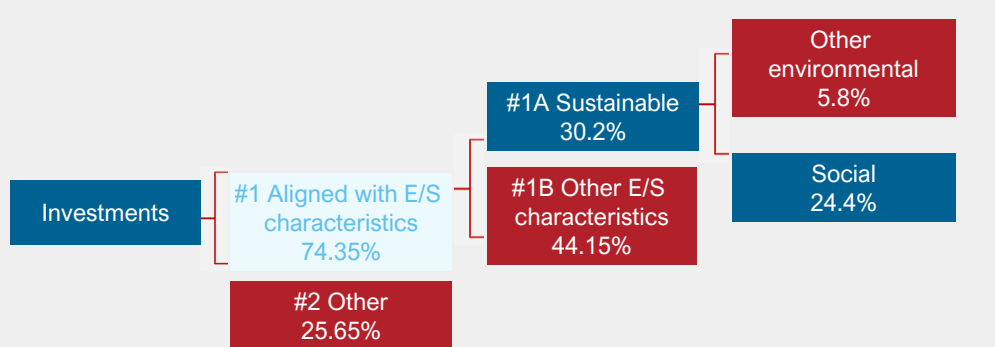 Investments
#1 Aligned with E/S
characteristics
74.35%
#2 Other
25.65%
#1A Sustainable
30.2%
#1B Other E/S
characteristics
44.15%
Other
environmental
5.8%
Social
24.4%